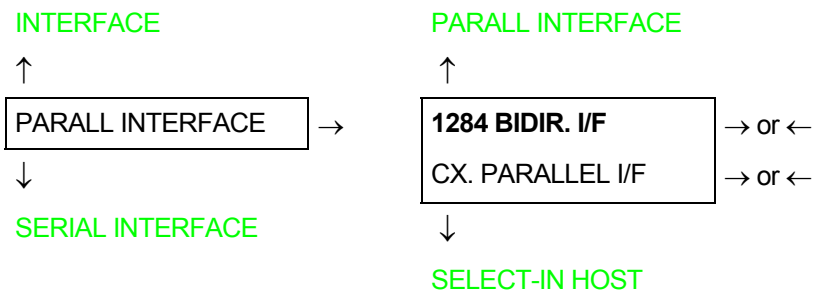 INTERFACE
↑
PARALL INTERFACE →
↓
SERIAL INTERFACE
PARALL INTERFACE
↑
1284 BIDIR. I/F → or ←
CX. PARALLEL I/F → or ←
↓
SELECT-IN HOST